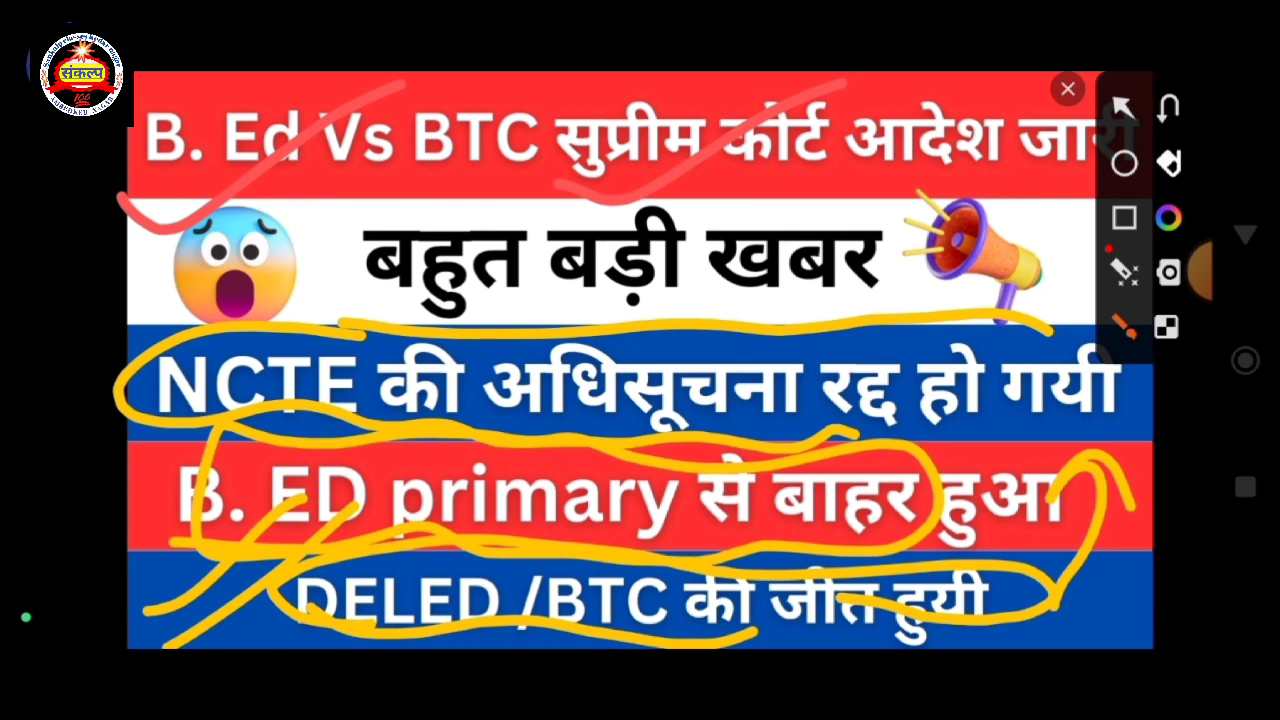 संकल्प
B. Ed Vs BTC सुप्रीम कोर्ट आदेश जारी
बहुत बड़ी खबर
NCTE की अधिसूचना रद्द हो गयी
B. ED primary से बाहर हुआ
DELED /BTC की जीत हुयी